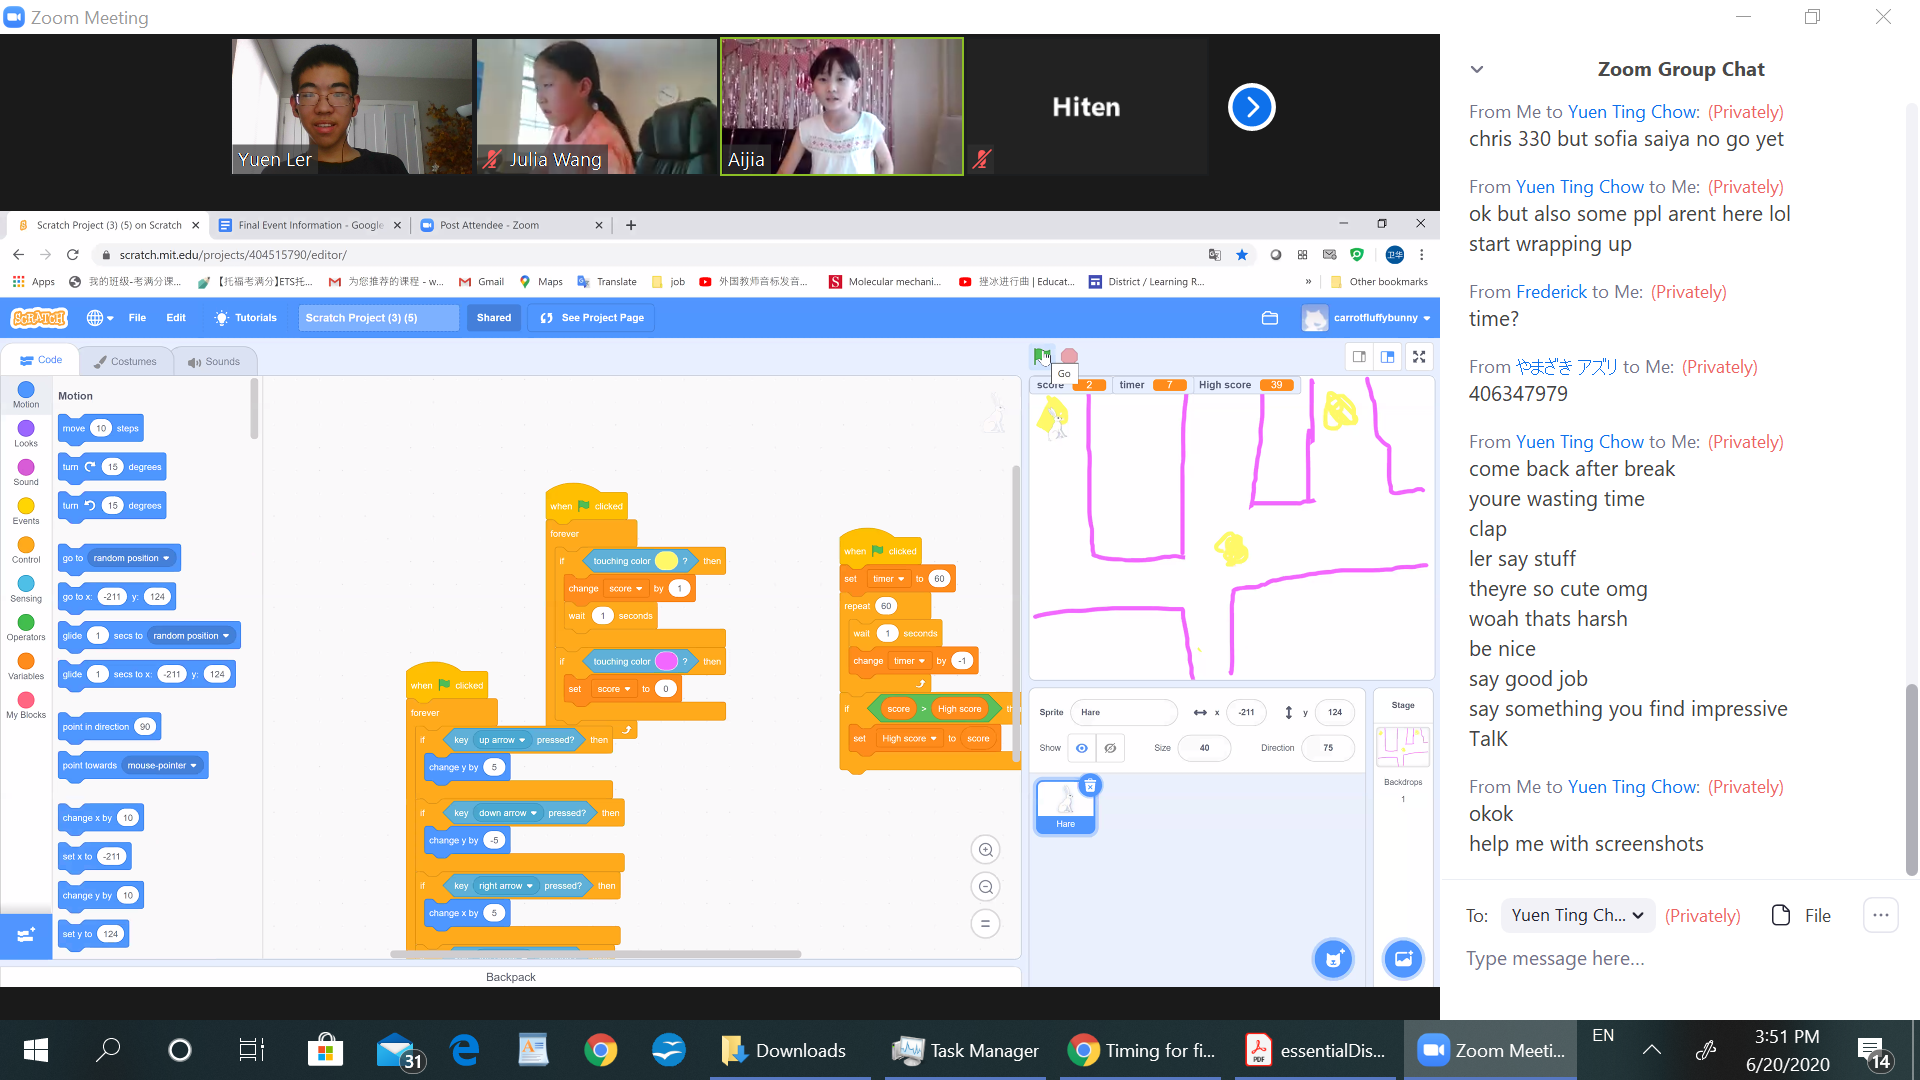 Zoom Meeting
Yuen Ler
Julia Wang
Aijia
Hiten
Scratch Project (3) (5) on Scratch
Final Event Information - Google
Post Attendee - Zoom
scratch.mit.edu/projects/404515790/editor/
Apps
我的班级-考满分课...
【托福考满分】ETS托...
为您推荐的课程 - w...
Gmail
Maps
Translate
job
外国教师音标发音...
Molecular mechani...
挫冰进行曲 | Educat...
District / Learning R...
»
Other bookmarks
SCRATCH
File
Edit
Tutorials
Scratch Project (3) (5)
Shared
See Project Page
carrotfluffybunny
Code
Costumes
Sounds
Motion
Looks
Sound
Events
Control
Sensing
Operators
Variables
My Blocks
Motion
move 10 steps
turn 15 degrees
turn 15 degrees
go to random position
go to x: -211 y: 124
glide 1 secs to random position
glide 1 secs to x: -211 y: 124
point in direction 90
point towards mouse-pointer
change x by 10
set x to -211
change y by 10
set y to 124
when clicked
forever
if touching color ? then
change score by 1
wait 1 seconds
if touching color ? then
set score to 0
when clicked
forever
if key up arrow pressed? then
change y by 5
if key down arrow pressed? then
change y by -5
if key right arrow pressed? then
change x by 5
when clicked
set timer to 60
repeat 60
wait 1 seconds
change timer by -1
if score > High score
set High score to score
Backpack
Go
score 2
timer 7
High score 39
Sprite Hare x -211 y 124
Show Size 40 Direction 75
Hare
Stage
Backdrops
1
Zoom Group Chat
From Me to Yuen Ting Chow: (Privately)
chris 330 but sofia saiya no go yet
From Yuen Ting Chow to Me: (Privately)
ok but also some ppl arent here lol
start wrapping up
From Frederick to Me: (Privately)
time?
From やまざき アズリ to Me: (Privately)
406347979
From Yuen Ting Chow to Me: (Privately)
come back after break
youre wasting time
clap
ler say stuff
theyre so cute omg
woah thats harsh
be nice
say good job
say something you find impressive
TalK
From Me to Yuen Ting Chow: (Privately)
okok
help me with screenshots
To: Yuen Ting Ch... (Privately) File
Type message here...
31
Downloads
Task Manager
Timing for fi...
essentialDis...
Zoom Meeti...
EN
3:51 PM
6/20/2020
14